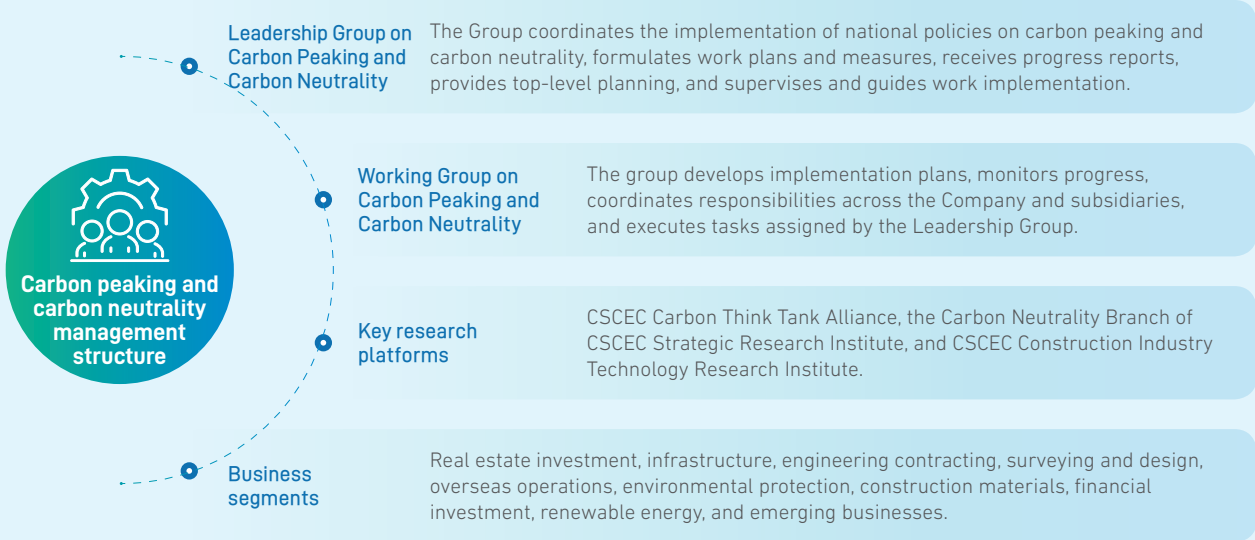 Carbon peaking and
carbon neutrality
management
structure
Leadership Group on
Carbon Peaking and
Carbon Neutrality
The Group coordinates the implementation of national policies on carbon peaking and
carbon neutrality, formulates work plans and measures, receives progress reports,
provides top-level planning, and supervises and guides work implementation.
Working Group on
Carbon Peaking and
Carbon Neutrality
The group develops implementation plans, monitors progress,
coordinates responsibilities across the Company and subsidiaries,
and executes tasks assigned by the Leadership Group.
Key research
platforms
CSCEC Carbon Think Tank Alliance, the Carbon Neutrality Branch of
CSCEC Strategic Research Institute, and CSCEC Construction Industry
Technology Research Institute.
Business
segments
Real estate investment, infrastructure, engineering contracting, surveying and design,
overseas operations, environmental protection, construction materials, financial
investment, renewable energy, and emerging businesses.